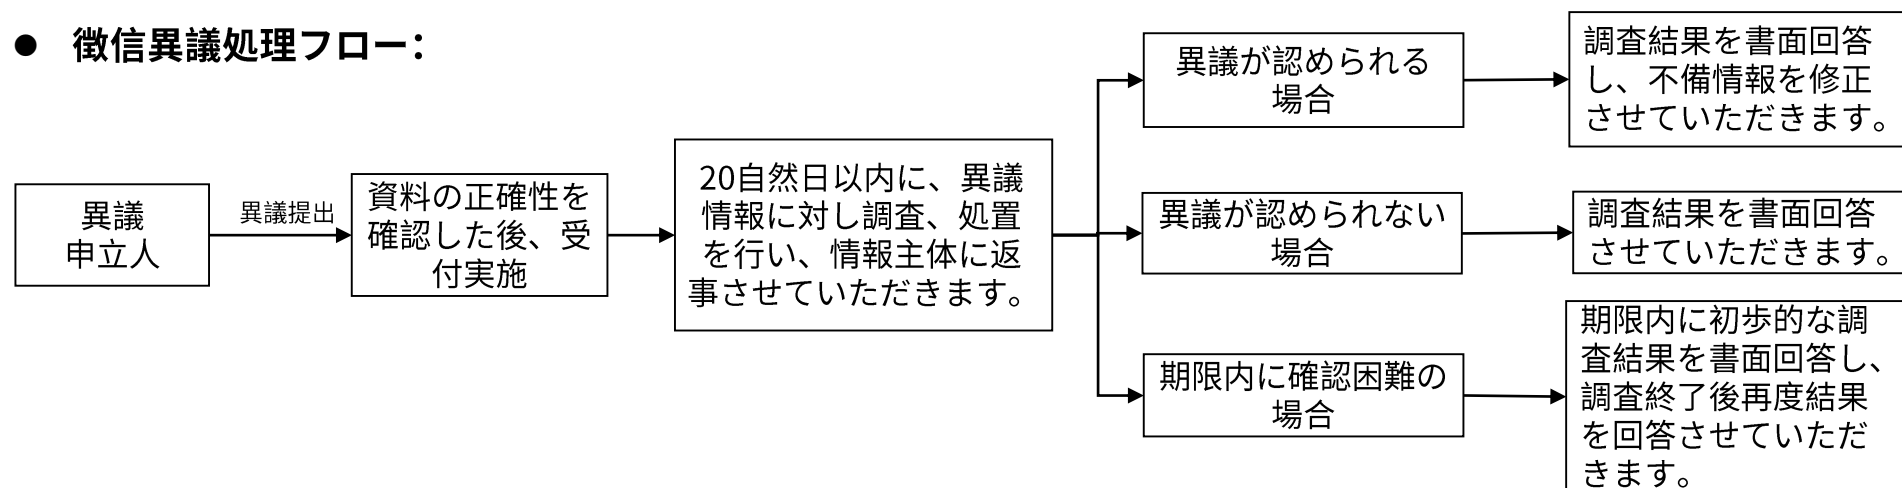 ● 徴信異議処理フロー：
異議
申立人
異議提出
資料の正確性を
確認した後、受
付実施
20自然日以内に、異議
情報に対し調査、処置
を行い、情報主体に返
事させていただきます。
異議が認められる
場合
調査結果を書面回答
し、不備情報を修正
させていただきます。
異議が認められない
場合
調査結果を書面回答
させていただきます。
期限内に確認困難の
場合
期限内に初歩的な調
査結果を書面回答し、
調査終了後再度結果
を回答させていただ
きます。